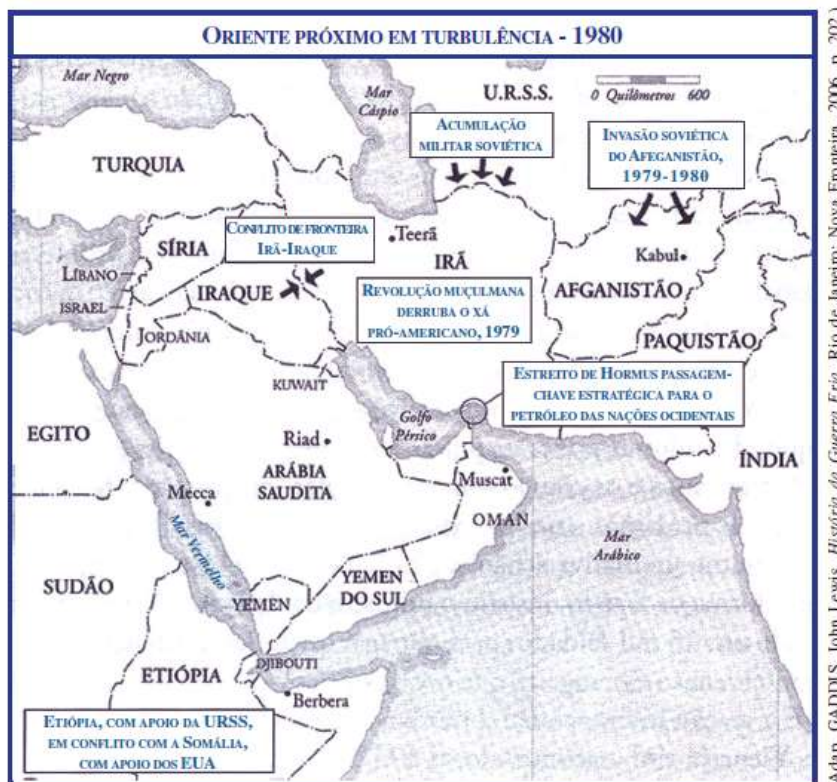 ORIENTE PRÓXIMO EM TURBULÊNCIA - 1980
Mar Negro
Mar
Cáspio
U.R.S.S.
0 Quilômetros 600
ACUMULAÇÃO
MILITAR SOVIÉTICA
INVASÃO SOVIÉTICA
DO AFEGANISTÃO,
1979-1980
TURQUIA
CONFLITO DE FRONTEIRA
IRÃ-IRAQUE
Teerã
SÍRIA
IRÃ
Kabul
LÍBANO
ISRAEL
IRAQUE
REVOLUÇÃO MUÇULMANA
DERRUBA O XÁ
PRÓ-AMERICANO, 1979
AFGANISTÃO
JORDÂNIA
PAQUISTÃO
KUWAIT
ESTREITO DE HORMUS PASSAGEM-
CHAVE ESTRATÉGICA PARA O
PETRÓLEO DAS NAÇÕES OCIDENTAIS
Golfo
Pérsico
EGITO
Riad
ARÁBIA
SAUDITA
Muscat
ÍNDIA
Mecca
OMAN
Mar
Arábico
Mar Vermelho
SUDÃO
YEMEN
YEMEN
DO SUL
ETIÓPIA
DJIBOUTI
Berbera
ETIÓPIA, COM APOIO DA URSS,
EM CONFLITO COM A SOMÁLIA,
COM APOIO DOS EUA
GADDIS, John Lewis. História da Guerra Fria. Rio de Janeiro: Nova Fronteira, 2006, p. 202.)